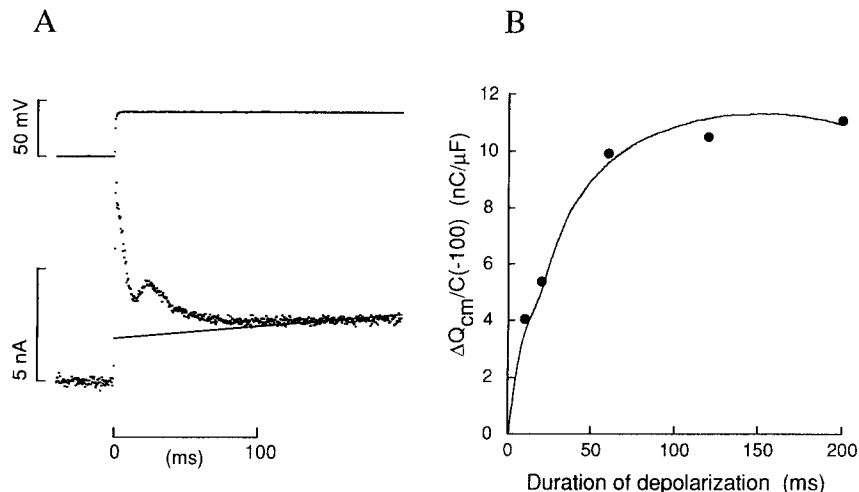 A
50 mV
5 nA
0
100
(ms)
B
ΔQcm/C(-100) (nC/µF)
12
10
8
6
4
2
0
0
50
100
150
200
Duration of depolarization (ms)